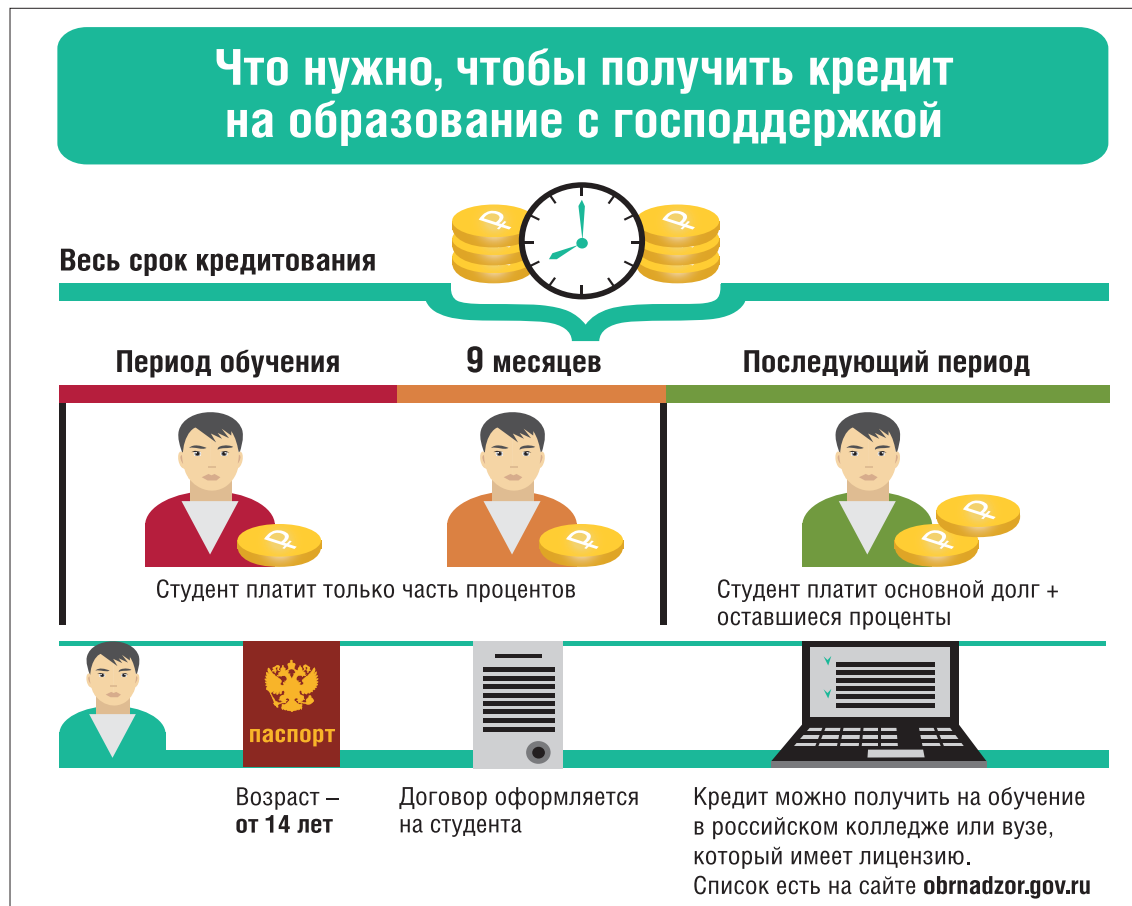 Что нужно, чтобы получить кредит
на образование с господдержкой
₽ ₽
Весь срок кредитования
Период обучения
9 месяцев
Последующий период
₽ ₽ ₽ ₽
Студент платит только часть процентов
Студент платит основной долг +
оставшиеся проценты
паспорт
Возраст –
от 14 лет
Договор оформляется
на студента
Кредит можно получить на обучение
в российском колледже или вузе,
который имеет лицензию.
Список есть на сайте obrnadzor.gov.ru